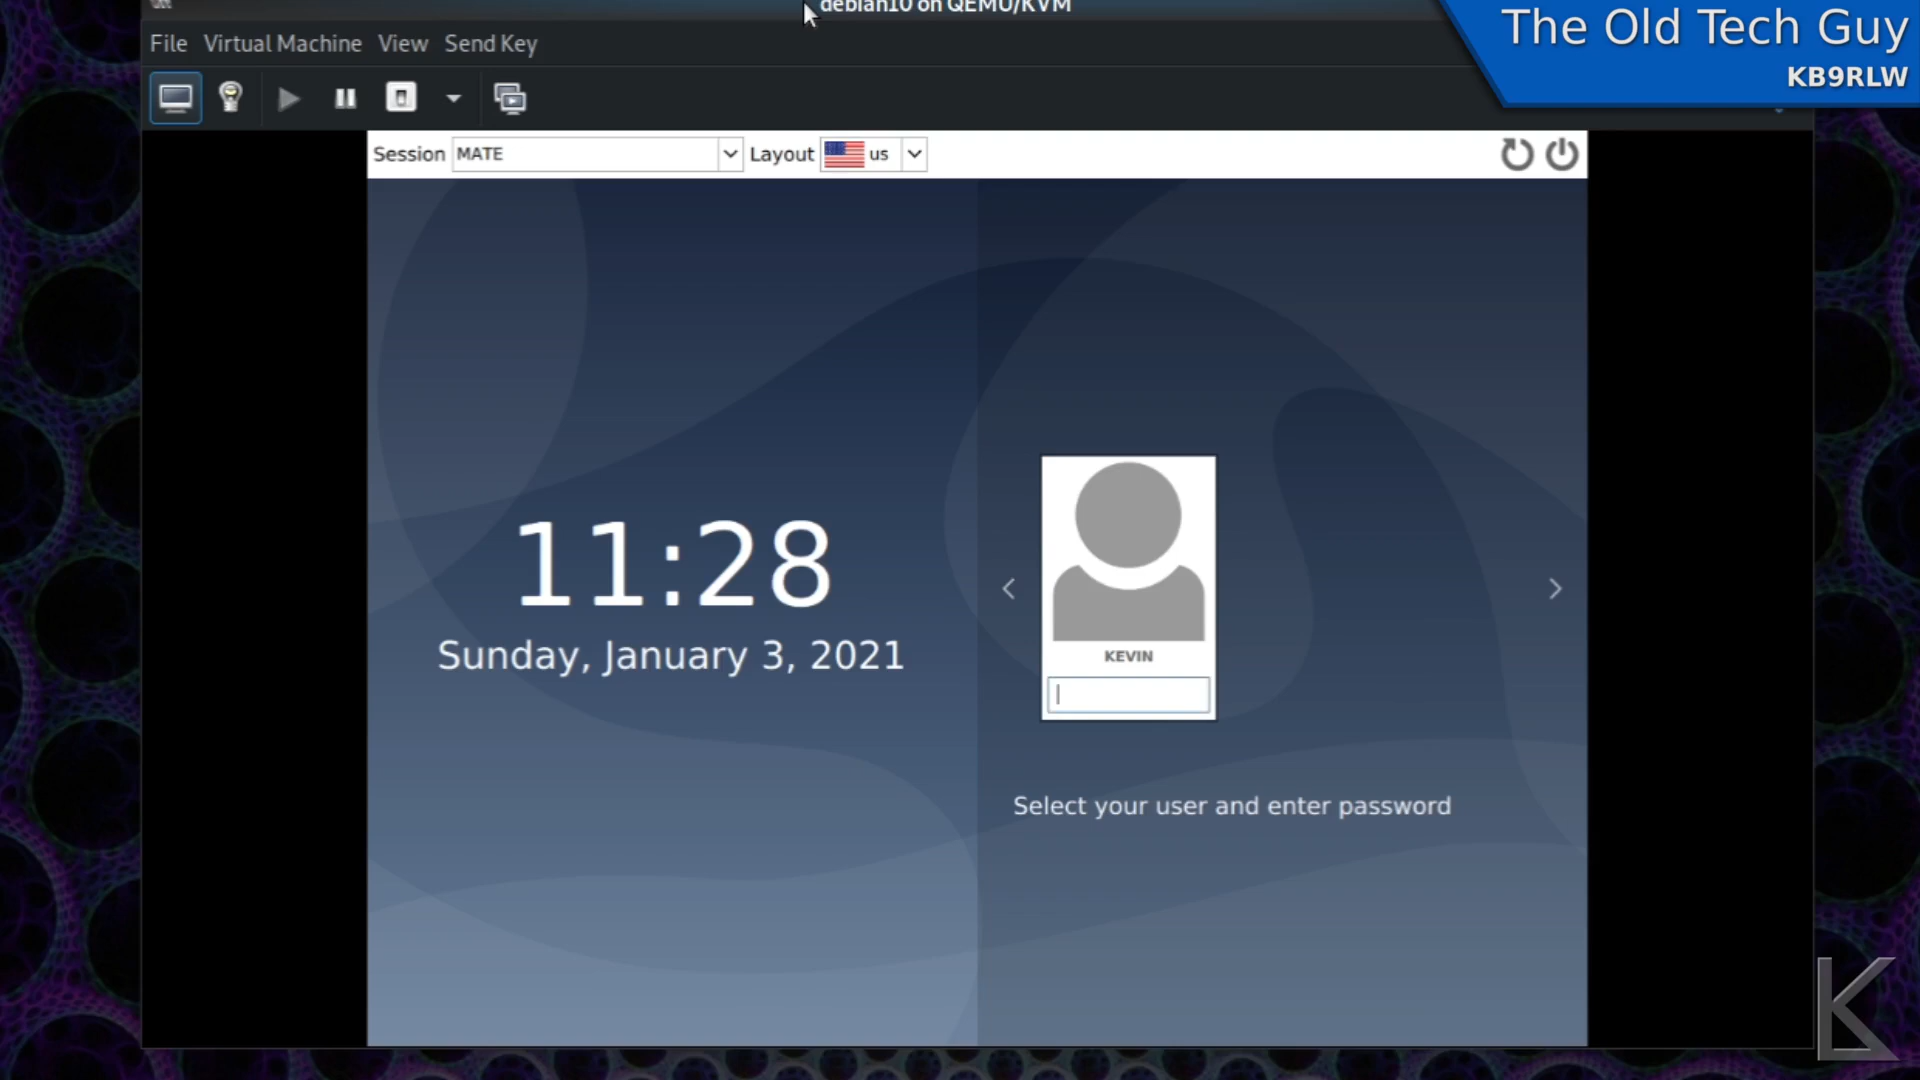 debian10 on QEMU/KVM
The Old Tech Guy
KB9RLW
File Virtual Machine View Send Key
Session MATE Layout us
11:28
Sunday, January 3, 2021
KEVIN
Select your user and enter password
K